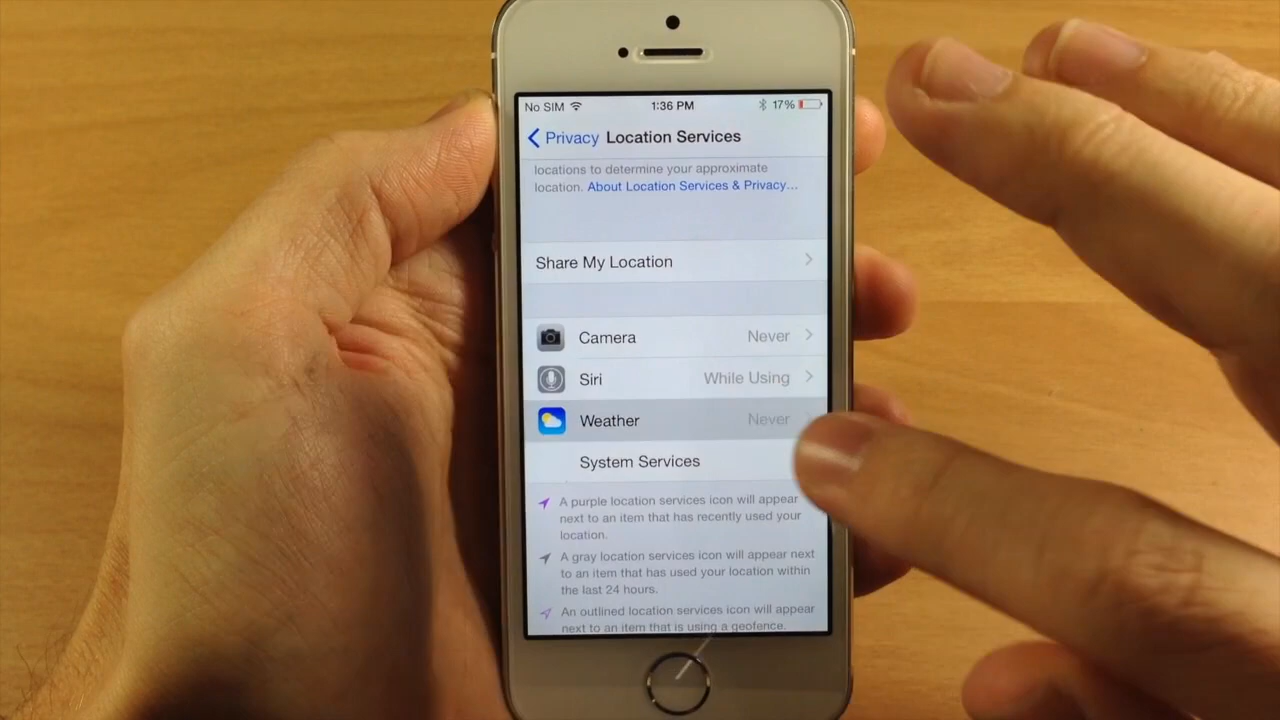 No SIM 1:36 PM 17%
Privacy Location Services
locations to determine your approximate
location. About Location Services & Privacy...
Share My Location
Camera Never
Siri While Using
Weather Never
System Services
A purple location services icon will appear
next to an item that has recently used your
location.
A gray location services icon will appear next
to an item that has used your location within
the last 24 hours.
An outlined location services icon will appear
next to an item that is using a geofence.